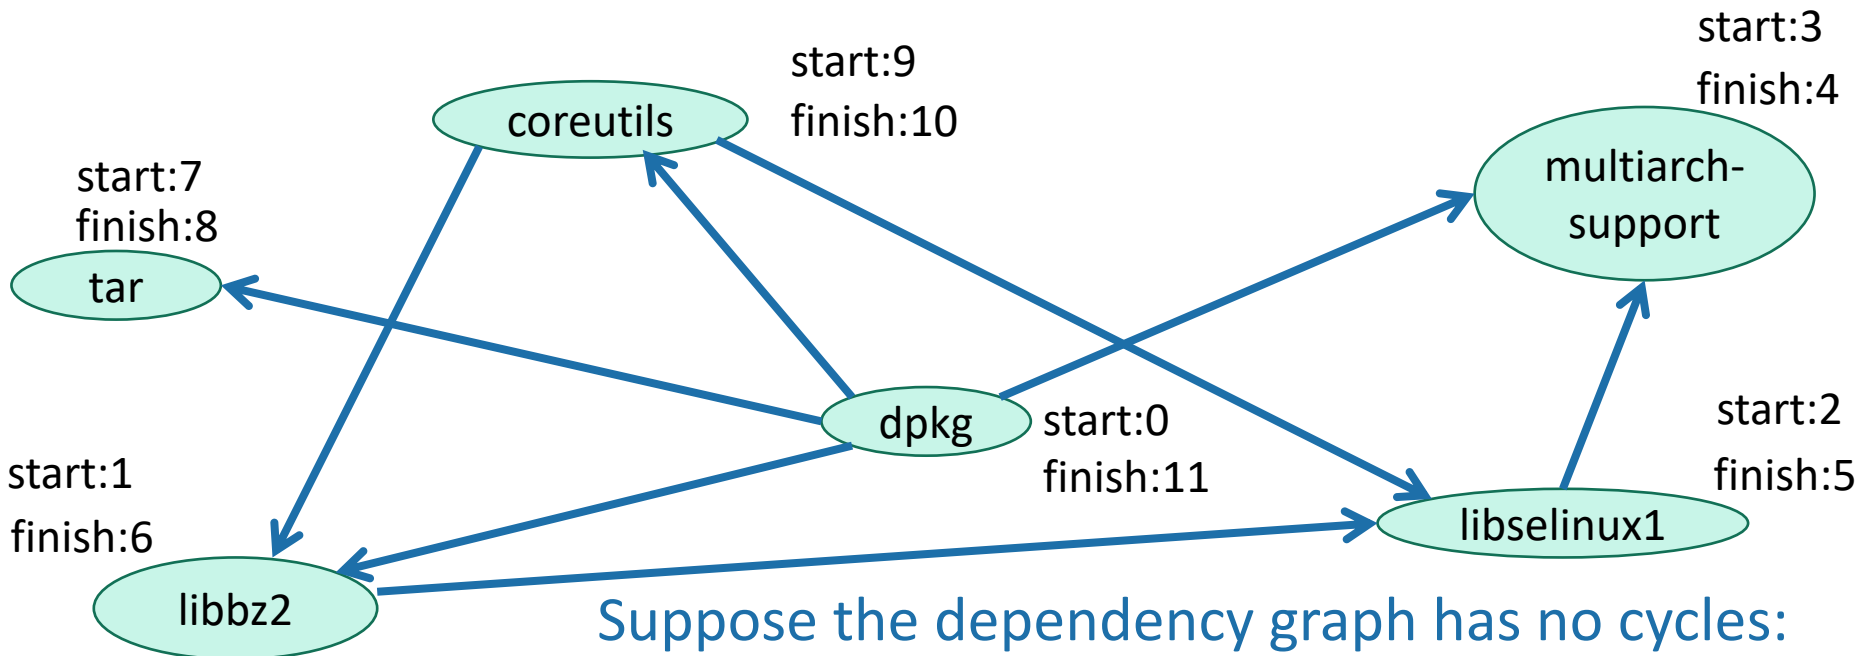 start:3
finish:4
start:9
finish:10
coreutils
multiarch-
support
start:7
finish:8
tar
dpkg
start:0
finish:11
start:2
finish:5
start:1
finish:6
libselinux1
libbz2
Suppose the dependency graph has no cycles: